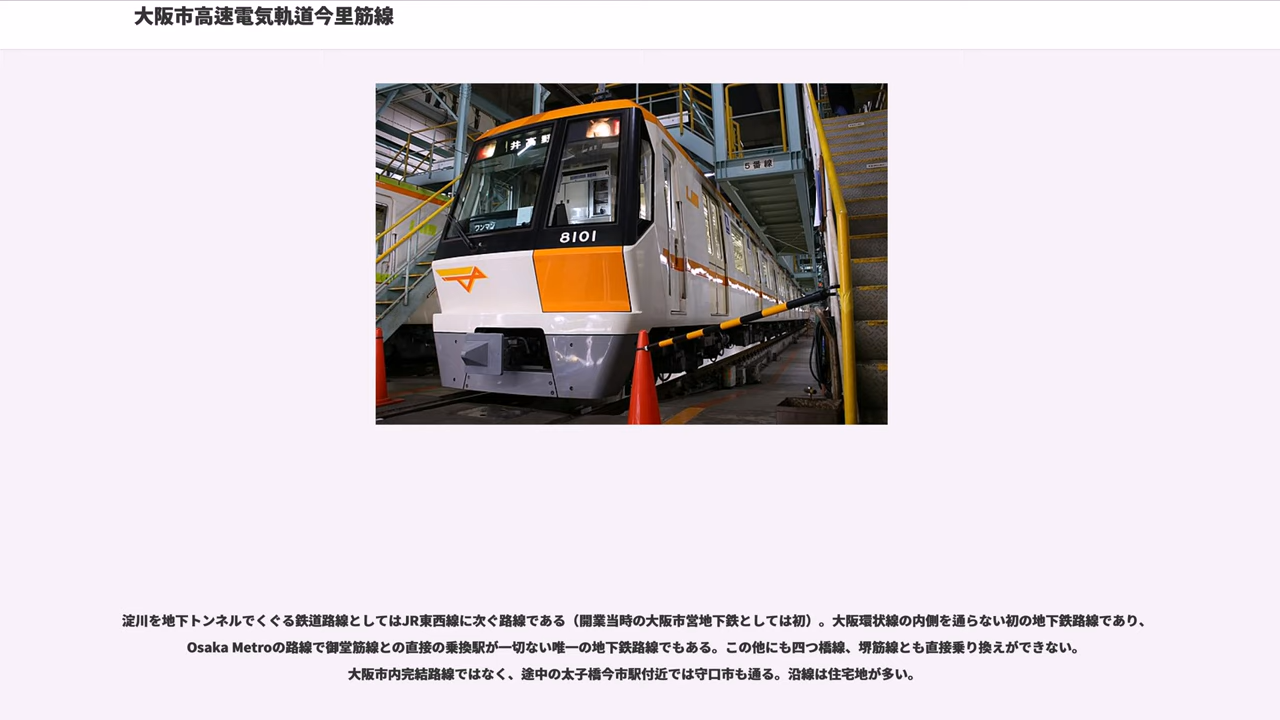 大阪市高速電気軌道今里筋線
井高野
5番線
ワンマン
8101
淀川を地下トンネルでくぐる鉄道路線としてはJR東西線に次ぐ路線である（開業当時の大阪市営地下鉄としては初）。大阪環状線の内側を通らない初の地下鉄路線であり、
Osaka Metroの路線で御堂筋線との直接の乗換駅が一切ない唯一の地下鉄路線でもある。この他にも四つ橋線、堺筋線とも直接乗り換えができない。
大阪市内完結路線ではなく、途中の太子橋今市駅付近では守口市も通る。沿線は住宅地が多い。